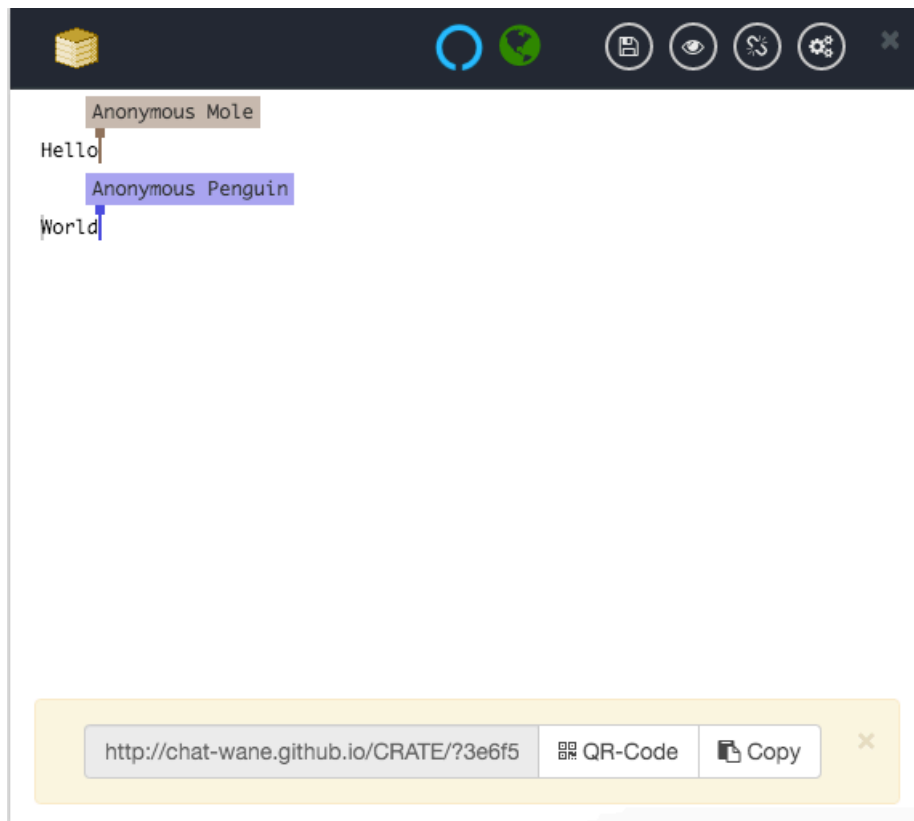 Anonymous Mole
Hello
Anonymous Penguin
World
http://chat-wane.github.io/CRATE/?3e6f5 QR-Code Copy